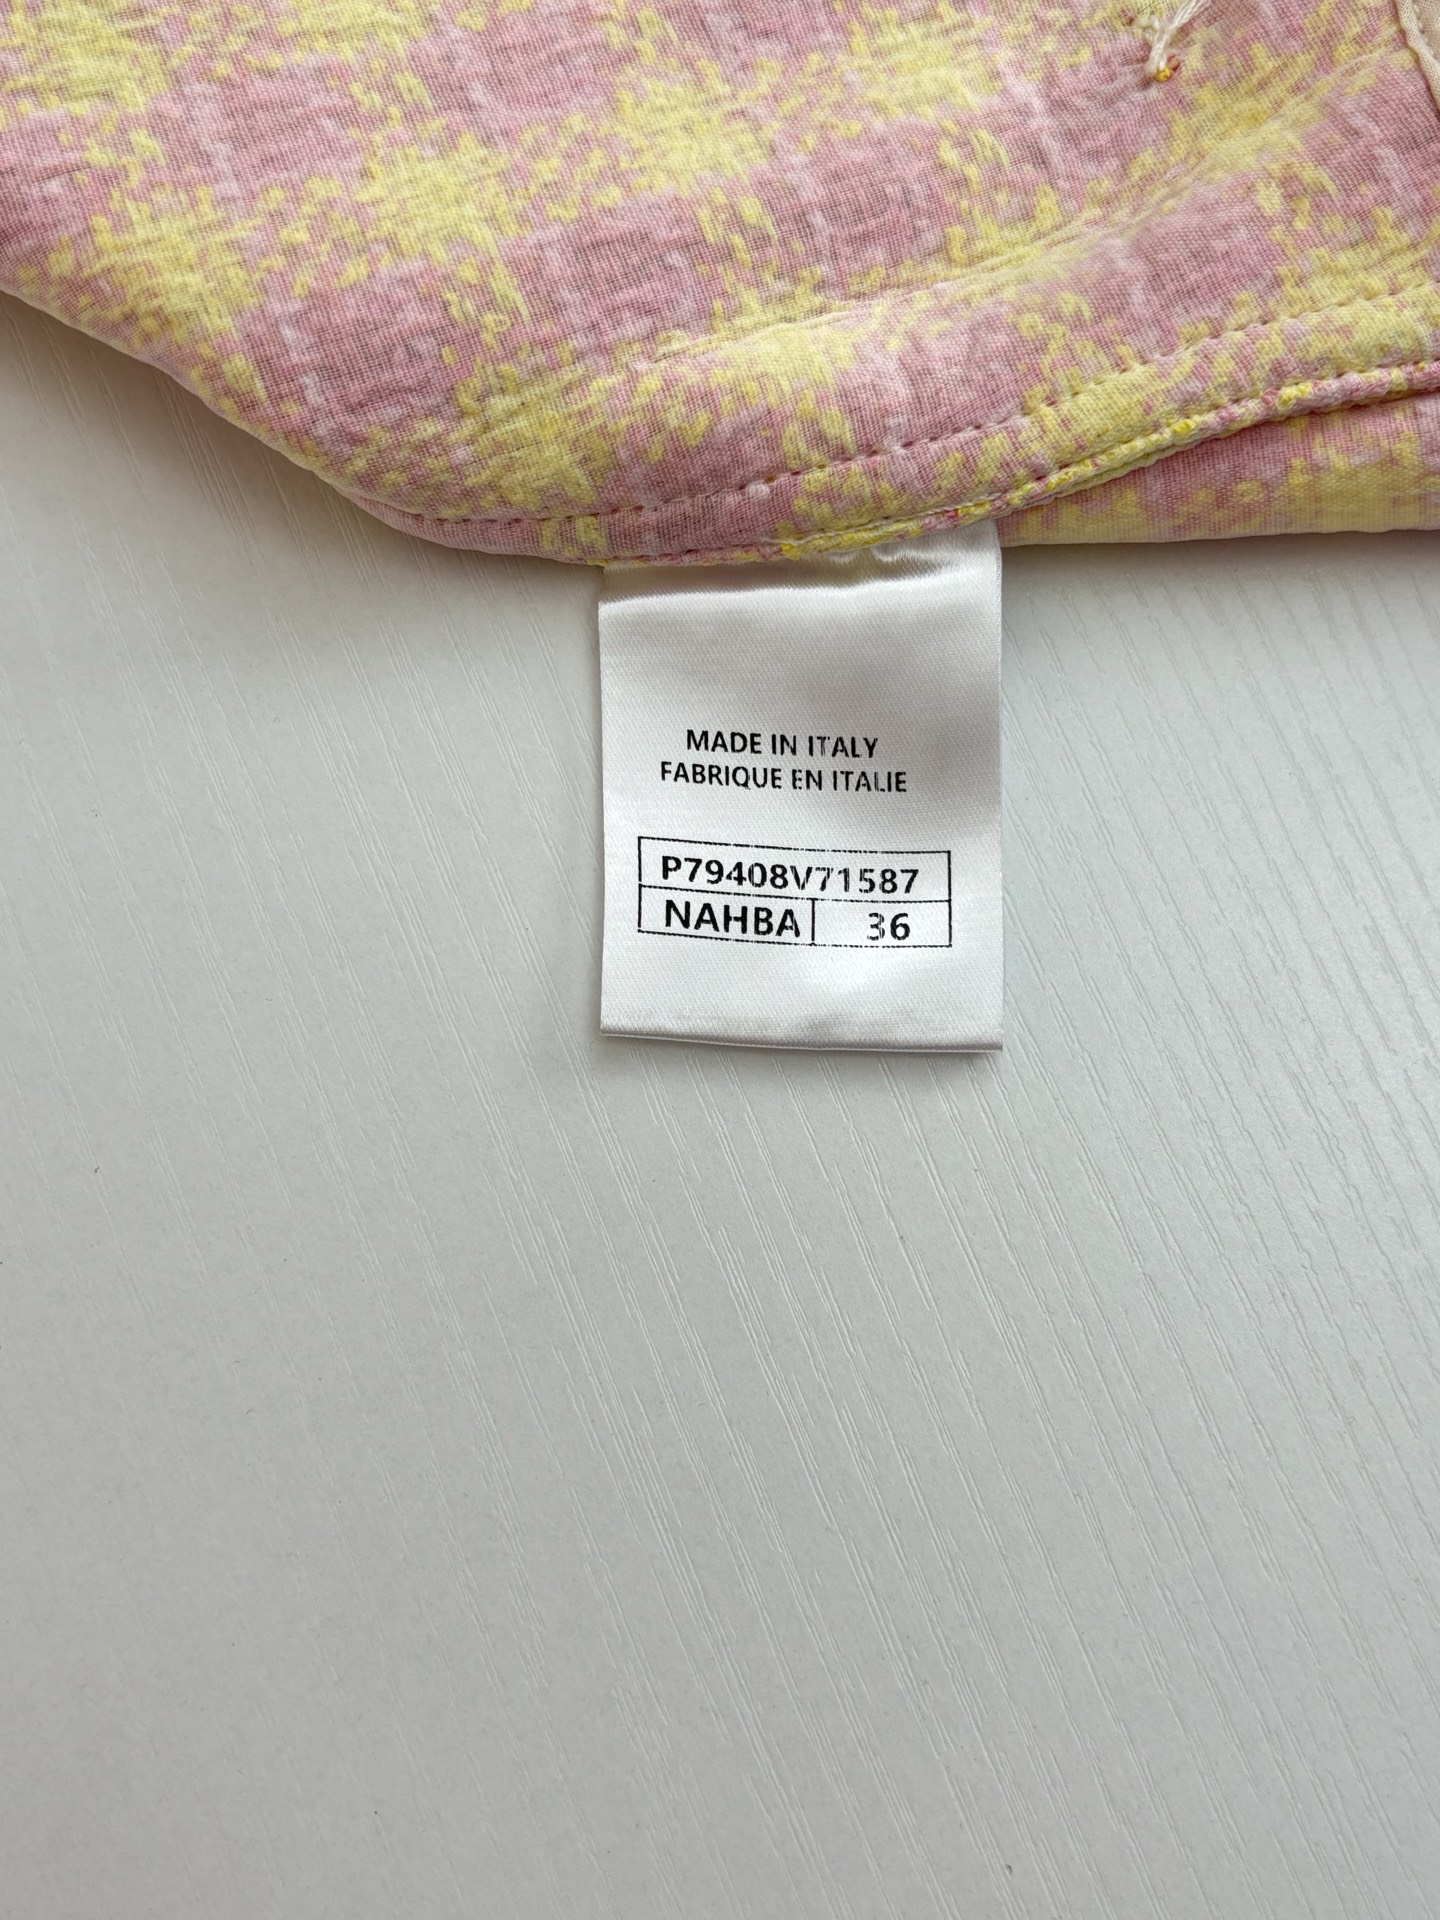 MADE IN ITALY
FABRIQUE EN ITALIE
P79408V71587
NAHBA 36